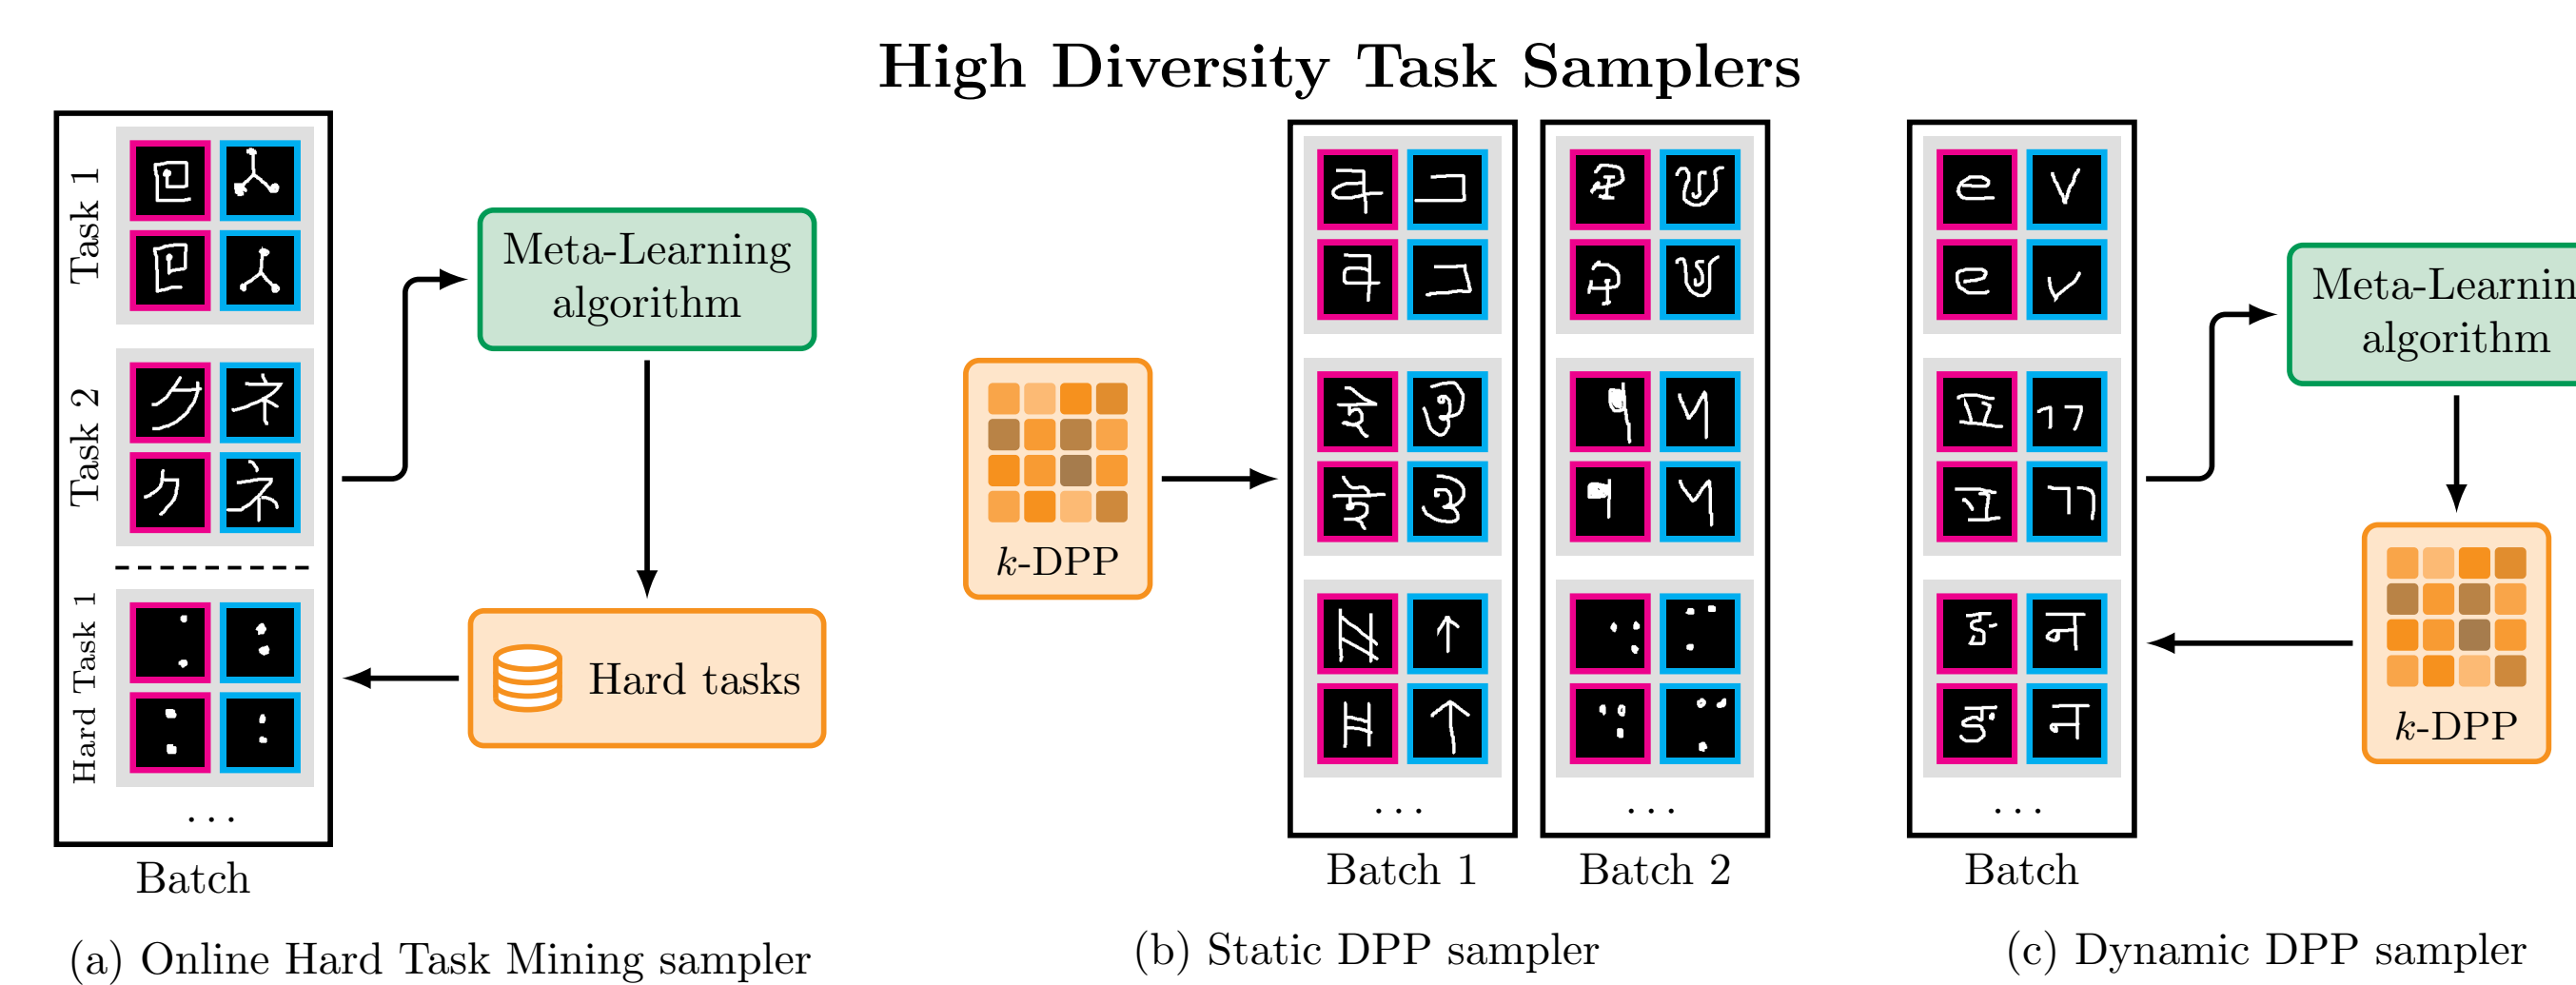 High Diversity Task Samplers
Task 1
Task 2
Hard Task 1
...
Batch
Meta-Learning
algorithm
Hard tasks
(a) Online Hard Task Mining sampler
k-DPP
...
Batch 1
...
Batch 2
(b) Static DPP sampler
...
Batch
Meta-Learnin
algorithm
k-DPP
(c) Dynamic DPP sampler